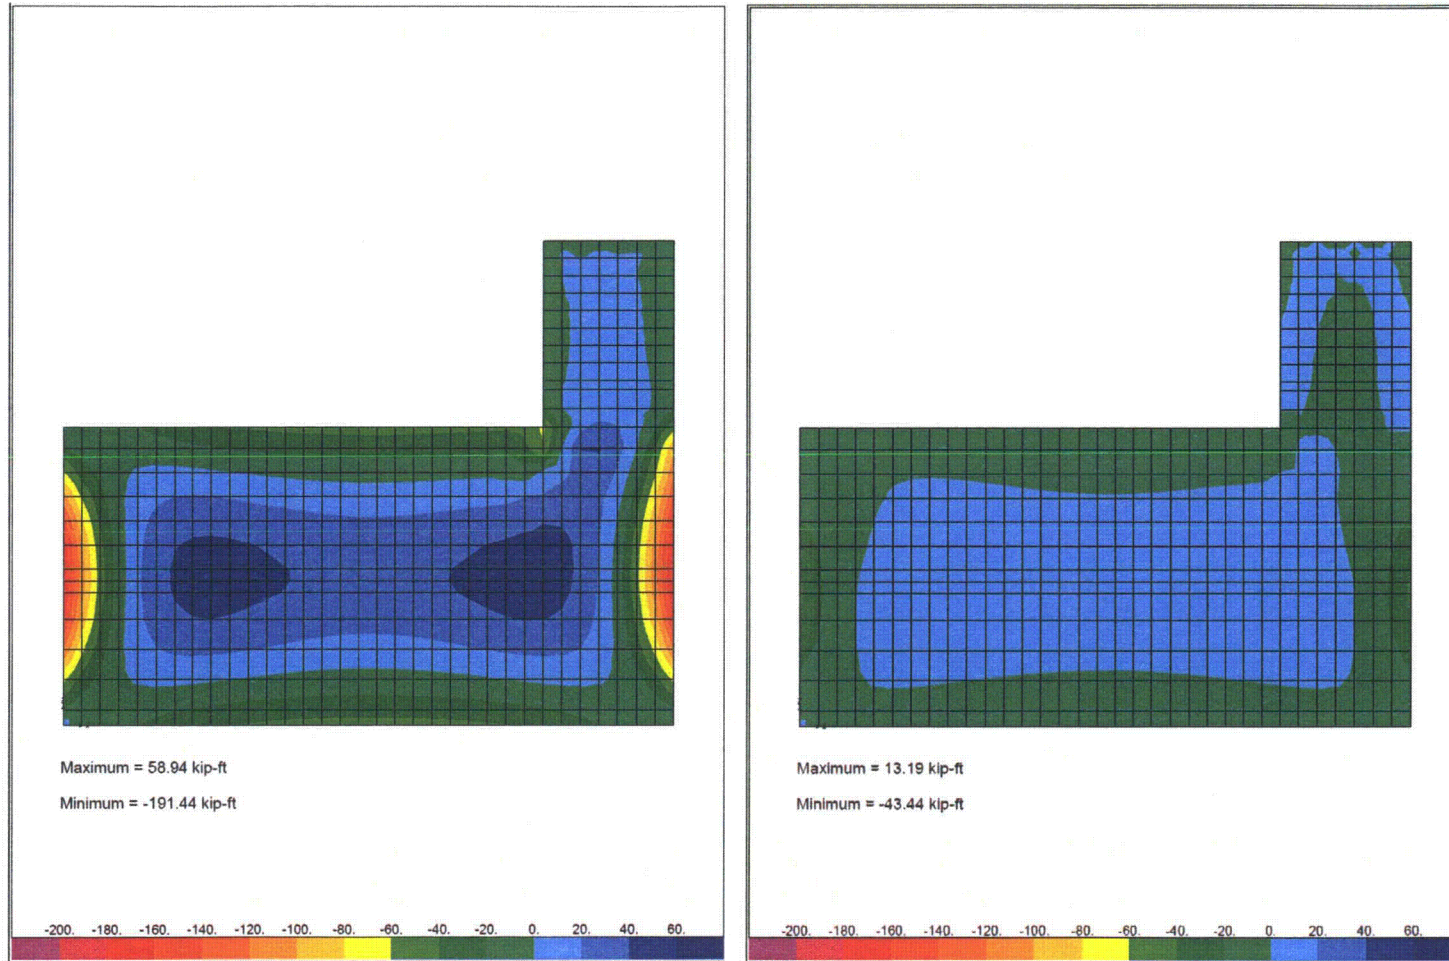 Maximum = 58.94 kip-ft
Minimum = -191.44 kip-ft
-200. -180. -160. -140. -120. -100. -80. -60. -40. -20. 0. 20. 40. 60.
Maximum = 13.19 kip-ft
Minimum = -43.44 kip-ft
-200. -180. -160. -140. -120. -100. -80. -60. -40. -20. 0. 20. 40. 60.